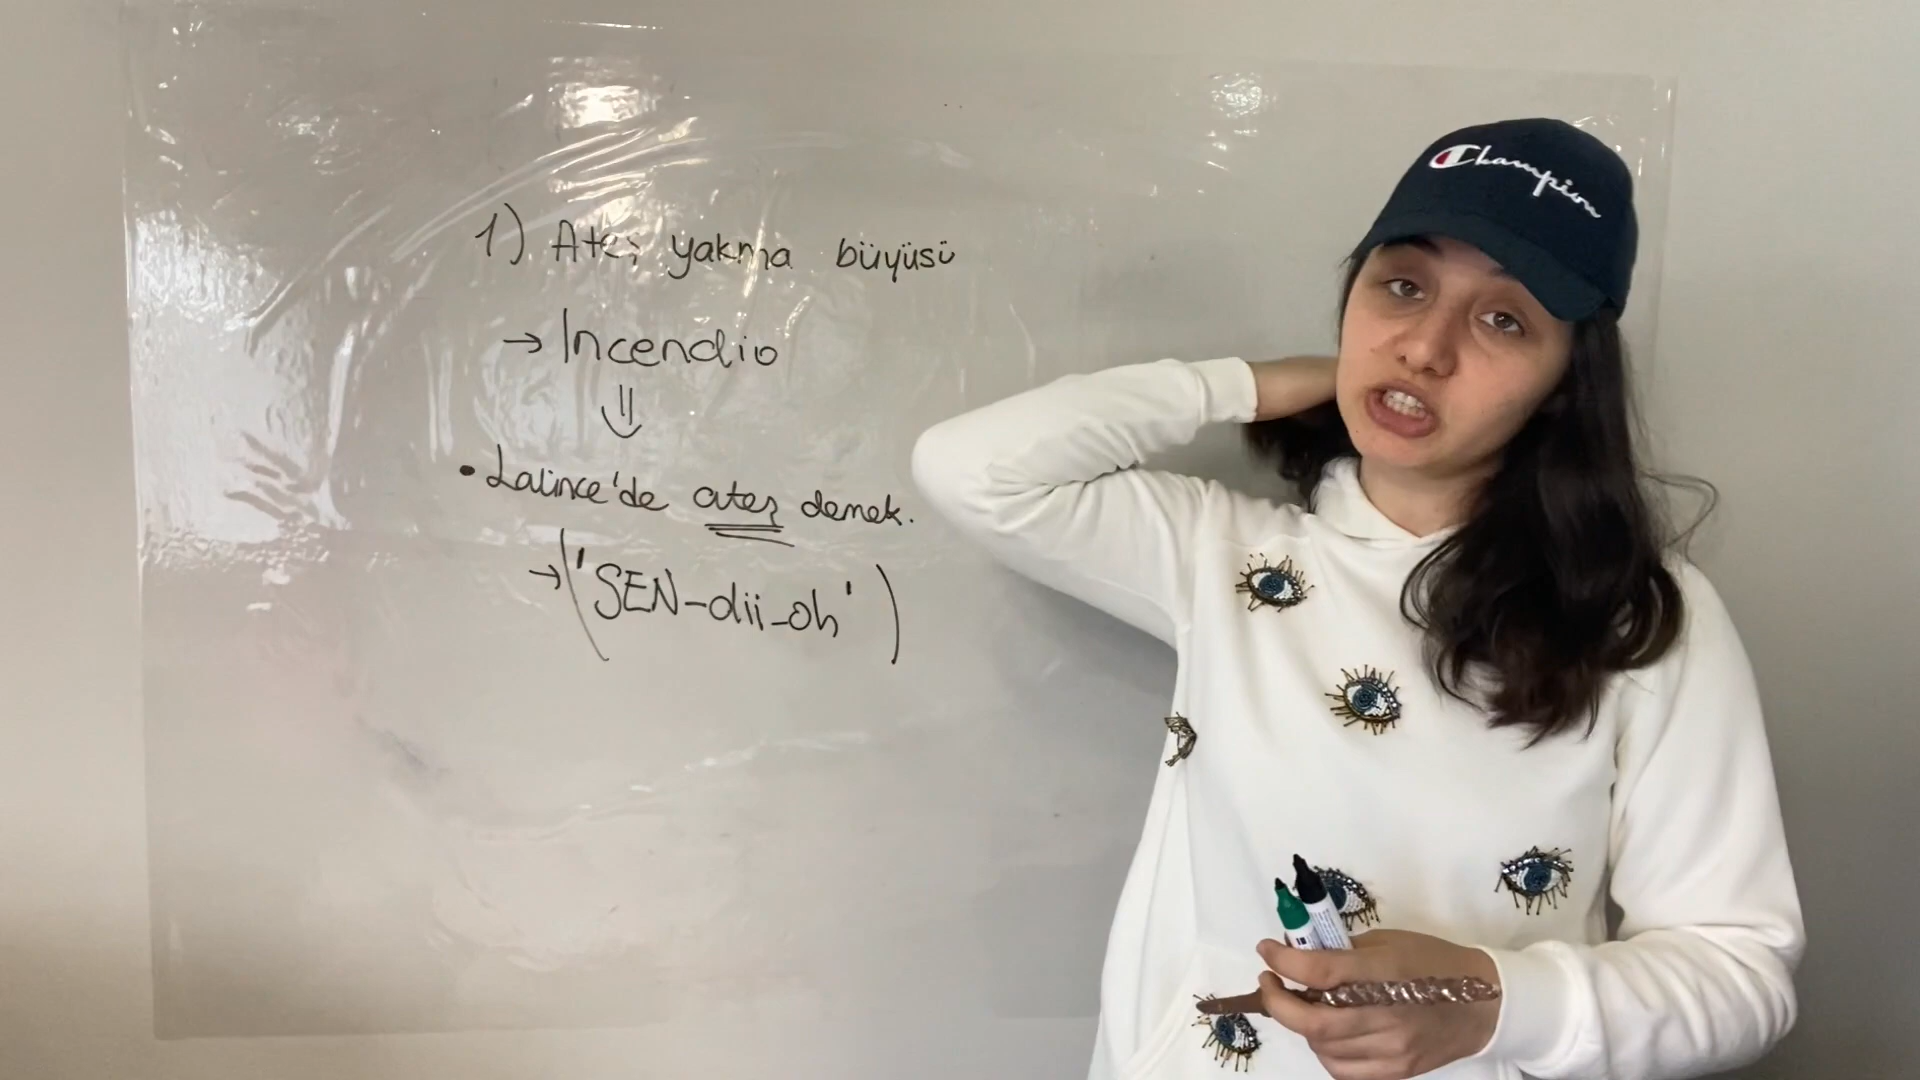 1) Ateş yakma büyüsü
→ Incendio
⇓
• Latince'de ateş demek.
→ ('SEN-dii-oh')
Champion